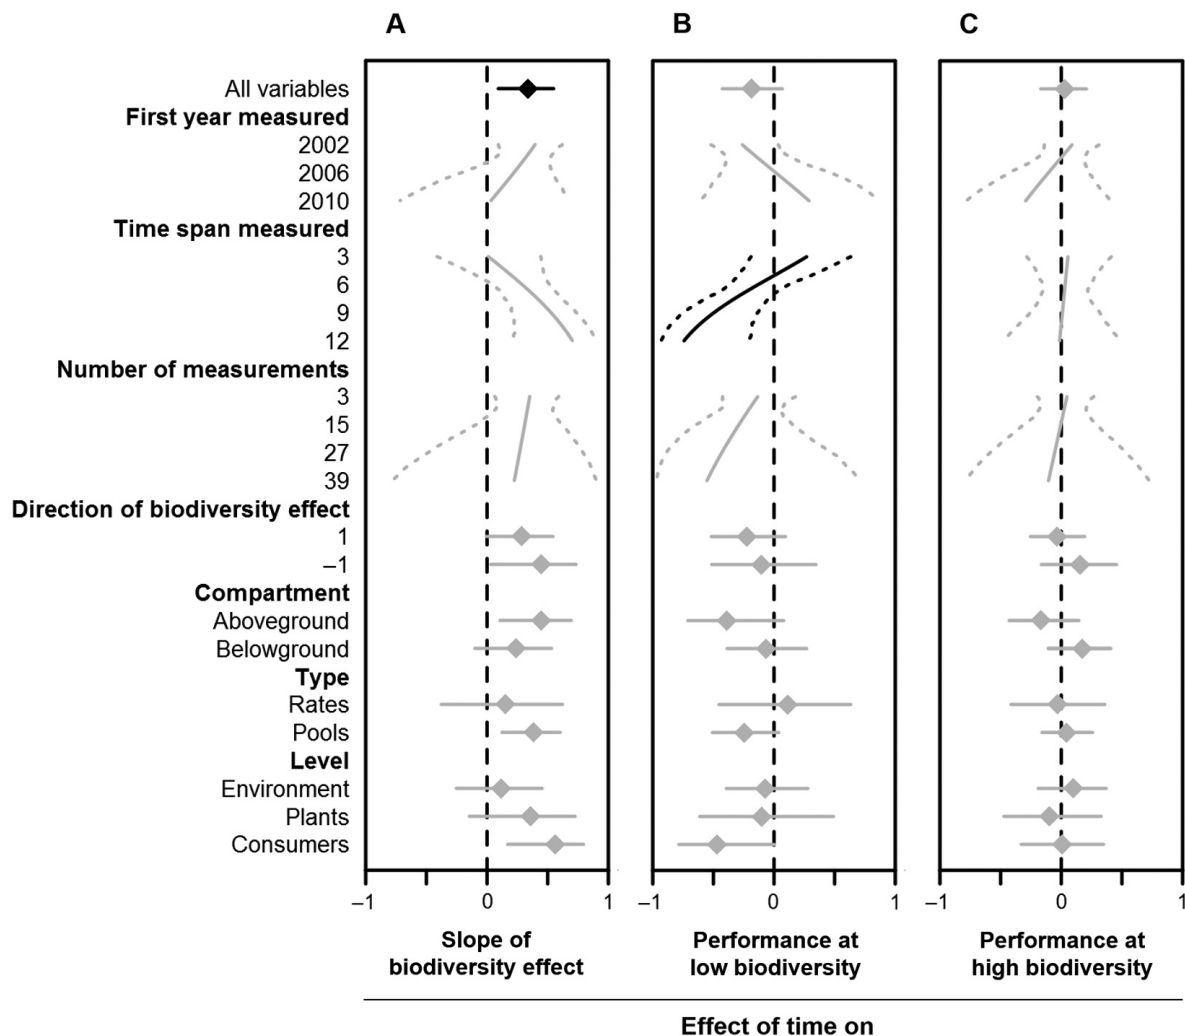 A B C
All variables
First year measured
2002
2006
2010
Time span measured
3
6
9
12
Number of measurements
3
15
27
39
Direction of biodiversity effect
1
–1
Compartment
Aboveground
Belowground
Type
Rates
Pools
Level
Environment
Plants
Consumers
–1 0 1 –1 0 1 –1 0 1
Slope of
biodiversity effect
Performance at
low biodiversity
Performance at
high biodiversity
Effect of time on